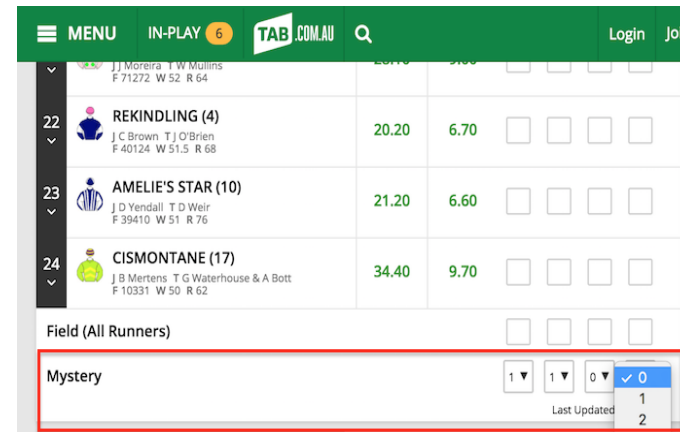 MENU IN-PLAY 6 TAB .COM.AU Login
J J Moreira T W Mullins
F 71272 W 52 R 64
22 REKINDLING (4) 20.20 6.70
J C Brown T J O'Brien
F 40124 W 51.5 R 68
23 AMELIE'S STAR (10) 21.20 6.60
J D Yendall T D Weir
F 39410 W 51 R 76
24 CISMONTANE (17) 34.40 9.70
J B Mertens T G Waterhouse & A Bott
F 10331 W 50 R 62
Field (All Runners)
Mystery 1 1 0 0
1
Last Updated
2